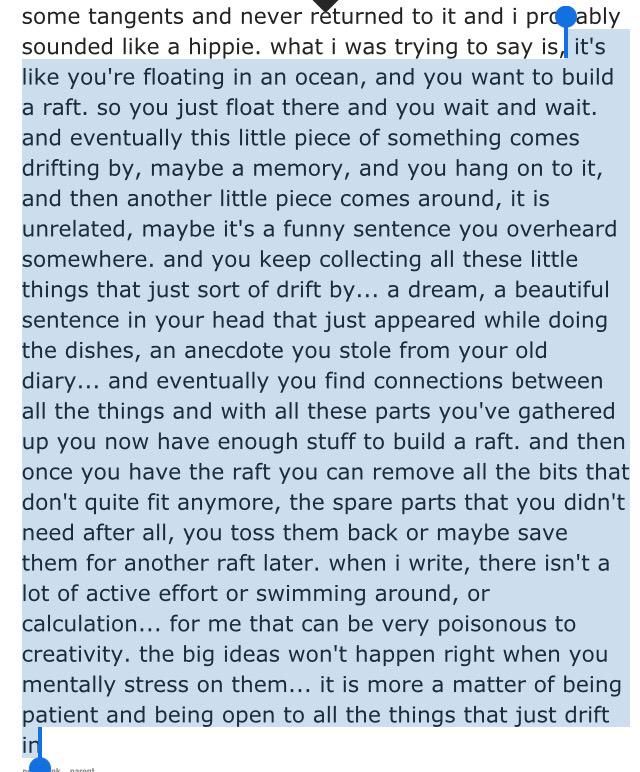 some tangents and never returned to it and i probably
sounded like a hippie. what i was trying to say is, it's
like you're floating in an ocean, and you want to build
a raft. so you just float there and you wait and wait.
and eventually this little piece of something comes
drifting by, maybe a memory, and you hang on to it,
and then another little piece comes around, it is
unrelated, maybe it's a funny sentence you overheard
somewhere. and you keep collecting all these little
things that just sort of drift by... a dream, a beautiful
sentence in your head that just appeared while doing
the dishes, an anecdote you stole from your old
diary... and eventually you find connections between
all the things and with all these parts you've gathered
up you now have enough stuff to build a raft. and then
once you have the raft you can remove all the bits that
don't quite fit anymore, the spare parts that you didn't
need after all, you toss them back or maybe save
them for another raft later. when i write, there isn't a
lot of active effort or swimming around, or
calculation... for me that can be very poisonous to
creativity. the big ideas won't happen right when you
mentally stress on them... it is more a matter of being
patient and being open to all the things that just drift
in
parent